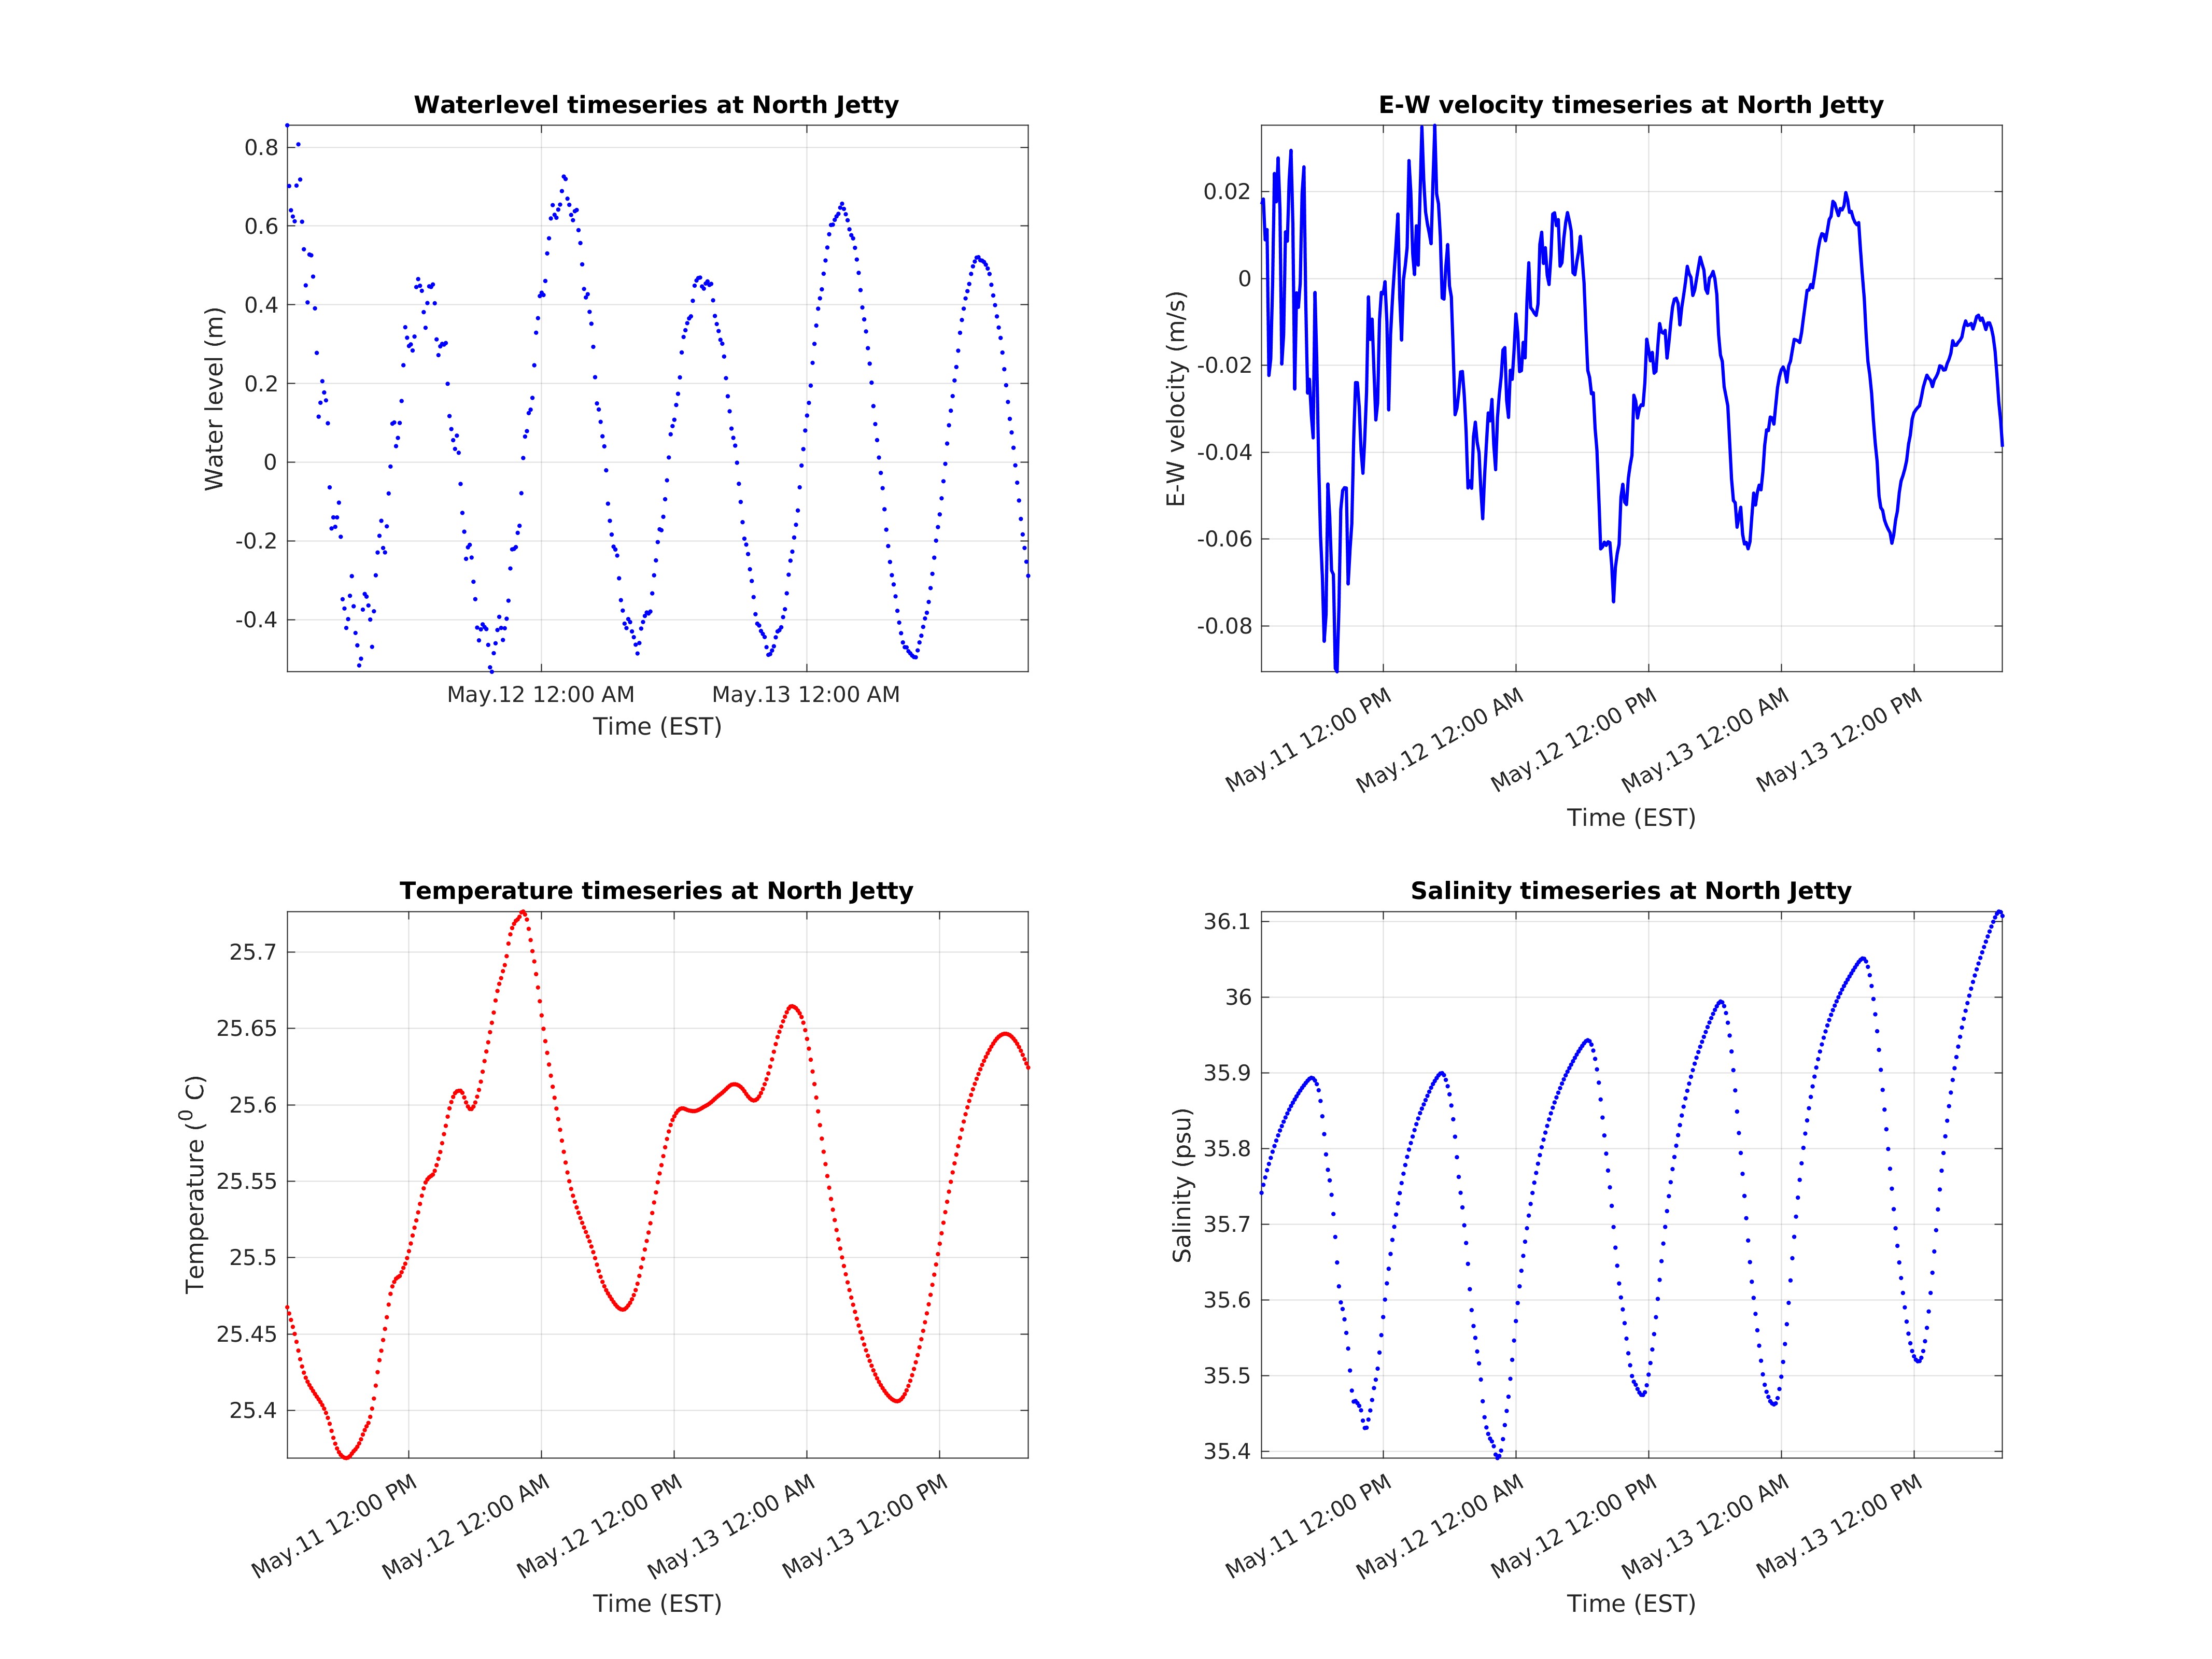 Waterlevel timeseries at North Jetty
0.8
0.6
0.4
0.2
0
-0.2
-0.4
Water level (m)
May.12 12:00 AM
May.13 12:00 AM
Time (EST)
E-W velocity timeseries at North Jetty
0.02
0
-0.02
-0.04
-0.06
-0.08
E-W velocity (m/s)
May.11 12:00 PM
May.12 12:00 AM
May.12 12:00 PM
May.13 12:00 AM
May.13 12:00 PM
Time (EST)
Temperature timeseries at North Jetty
25.7
25.65
25.6
25.55
25.5
25.45
25.4
Temperature (⁰ C)
May.11 12:00 PM
May.12 12:00 AM
May.12 12:00 PM
May.13 12:00 AM
May.13 12:00 PM
Time (EST)
Salinity timeseries at North Jetty
36.1
36
35.9
35.8
35.7
35.6
35.5
35.4
Salinity (psu)
May.11 12:00 PM
May.12 12:00 AM
May.12 12:00 PM
May.13 12:00 AM
May.13 12:00 PM
Time (EST)